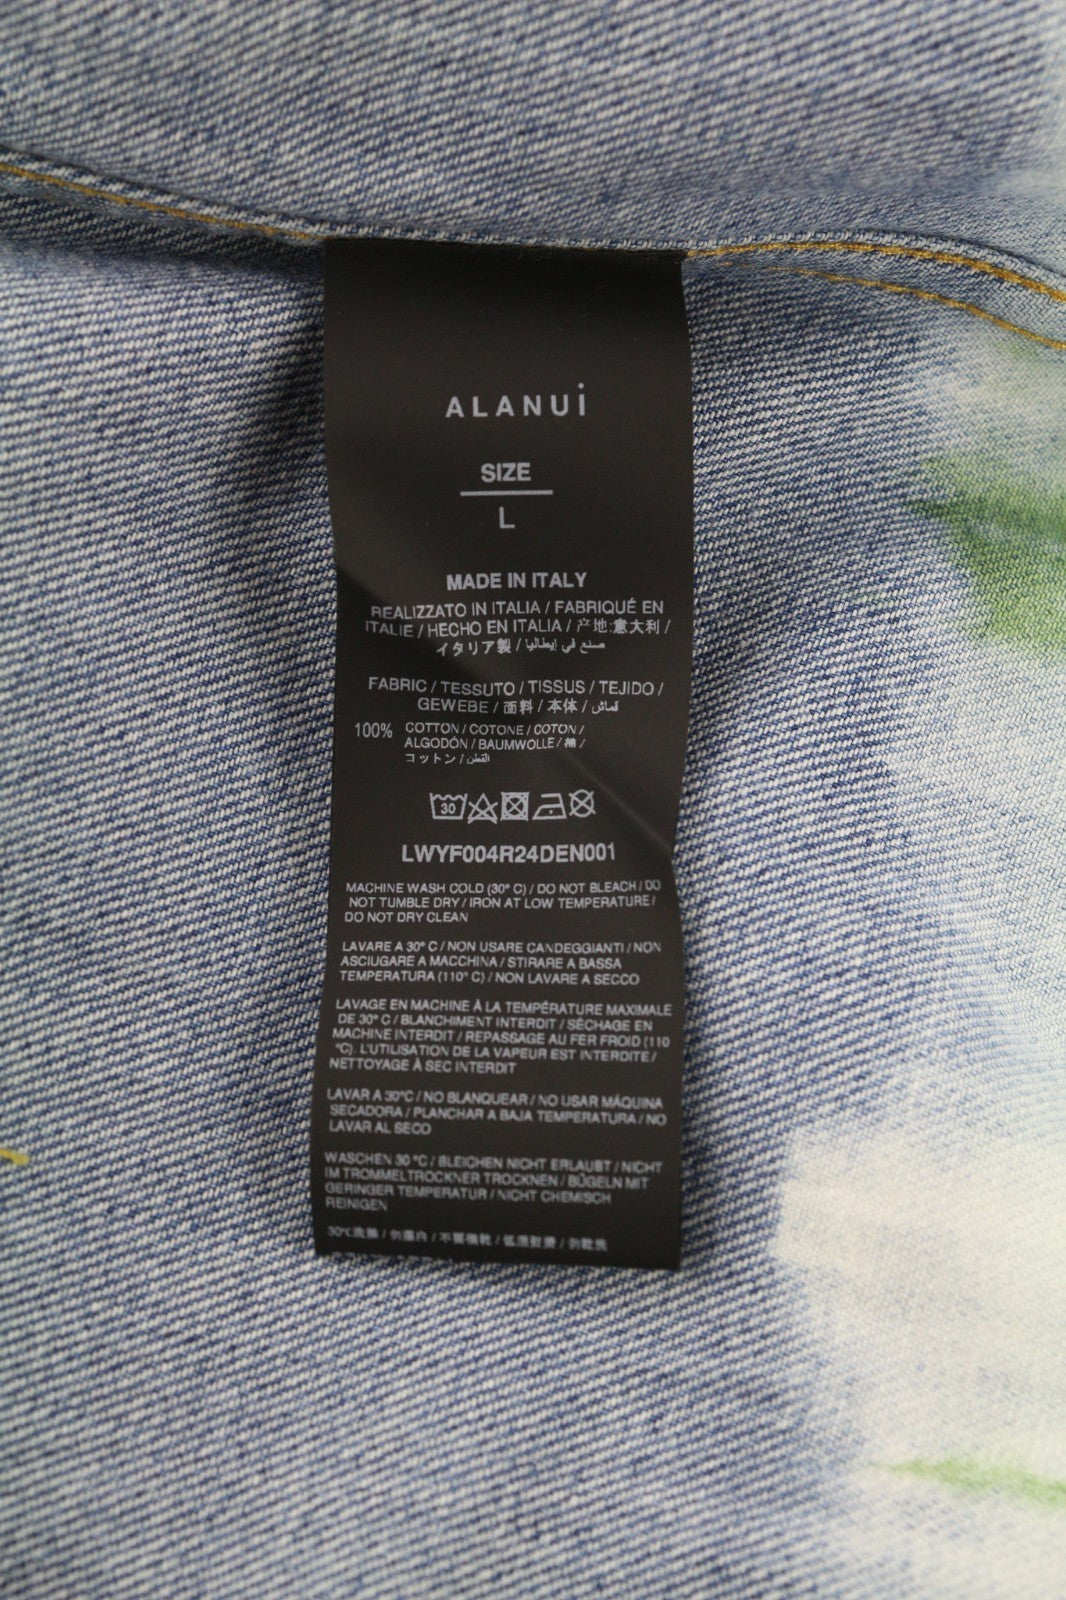 ALANUi
SIZE
L
MADE IN ITALY
REALIZZATO IN ITALIA / FABRIQUÉ EN
ITALIE / HECHO EN ITALIA / 产地:意大利 /
イタリア製 / صنع في إيطاليا
FABRIC / TESSUTO / TISSUS / TEJIDO /
GEWEBE / 面料 / 本体 / قماش
100% COTTON / COTONE / COTON /
ALGODÓN / BAUMWOLLE / 棉 /
コットン / القطن
30
LWYF004R24DEN001
MACHINE WASH COLD (30° C) / DO NOT BLEACH / DO
NOT TUMBLE DRY / IRON AT LOW TEMPERATURE /
DO NOT DRY CLEAN
LAVARE A 30° C / NON USARE CANDEGGIANTI / NON
ASCIUGARE A MACCHINA / STIRARE A BASSA
TEMPERATURA (110° C) / NON LAVARE A SECCO
LAVAGE EN MACHINE À LA TEMPÉRATURE MAXIMALE
DE 30° C / BLANCHIMENT INTERDIT / SÉCHAGE EN
MACHINE INTERDIT / REPASSAGE AU FER FROID (110
°C). L'UTILISATION DE LA VAPEUR EST INTERDITE /
NETTOYAGE À SEC INTERDIT
LAVAR A 30°C / NO BLANQUEAR / NO USAR MÁQUINA
SECADORA / PLANCHAR A BAJA TEMPERATURA / NO
LAVAR AL SECO
WASCHEN 30 °C / BLEICHEN NICHT ERLAUBT / NICHT
IM TROMMELTROCKNER TROCKNEN / BÜGELN MIT
GERINGER TEMPERATUR / NICHT CHEMISCH
REINIGEN
30℃洗滌 /